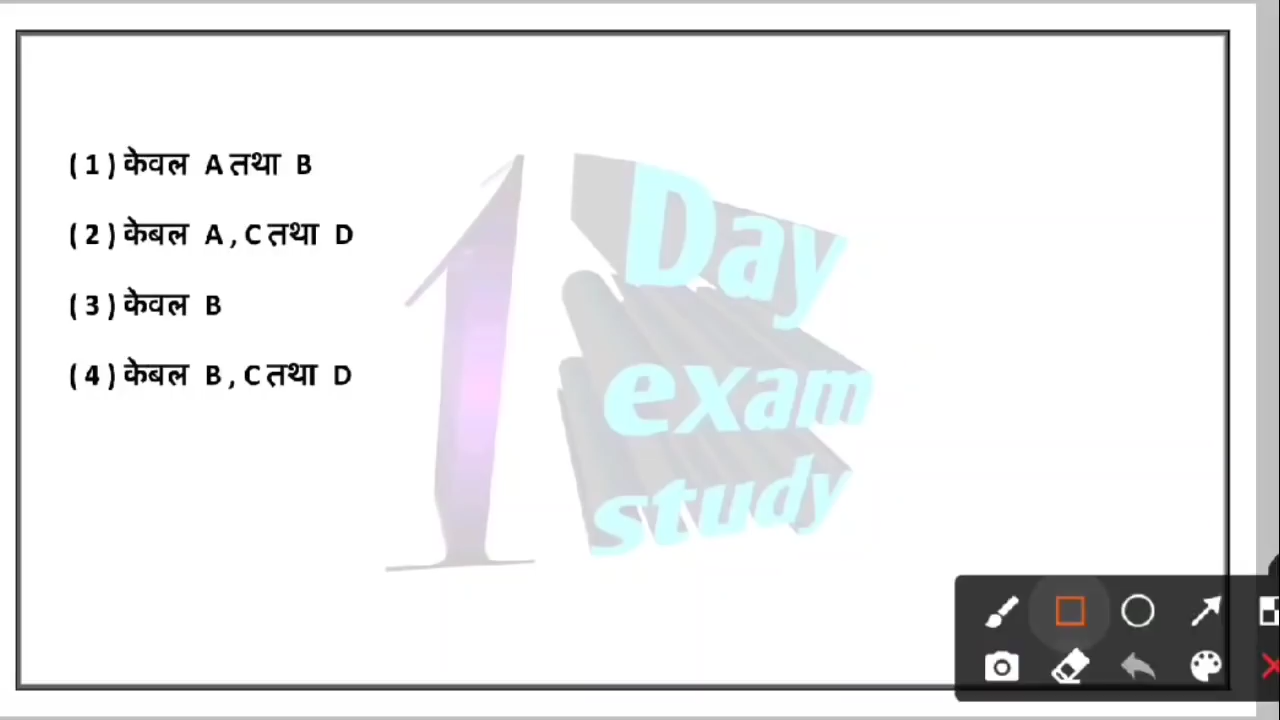 (1) केवल A तथा B
(2) केबल A, C तथा D
(3) केवल B
(4) केबल B, C तथा D
1 Day
exam
study